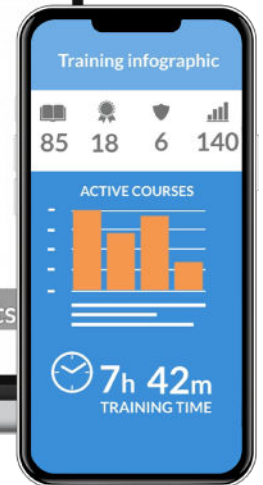 Training infographic
85 18 6 140
ACTIVE COURSES
7h 42m
TRAINING TIME